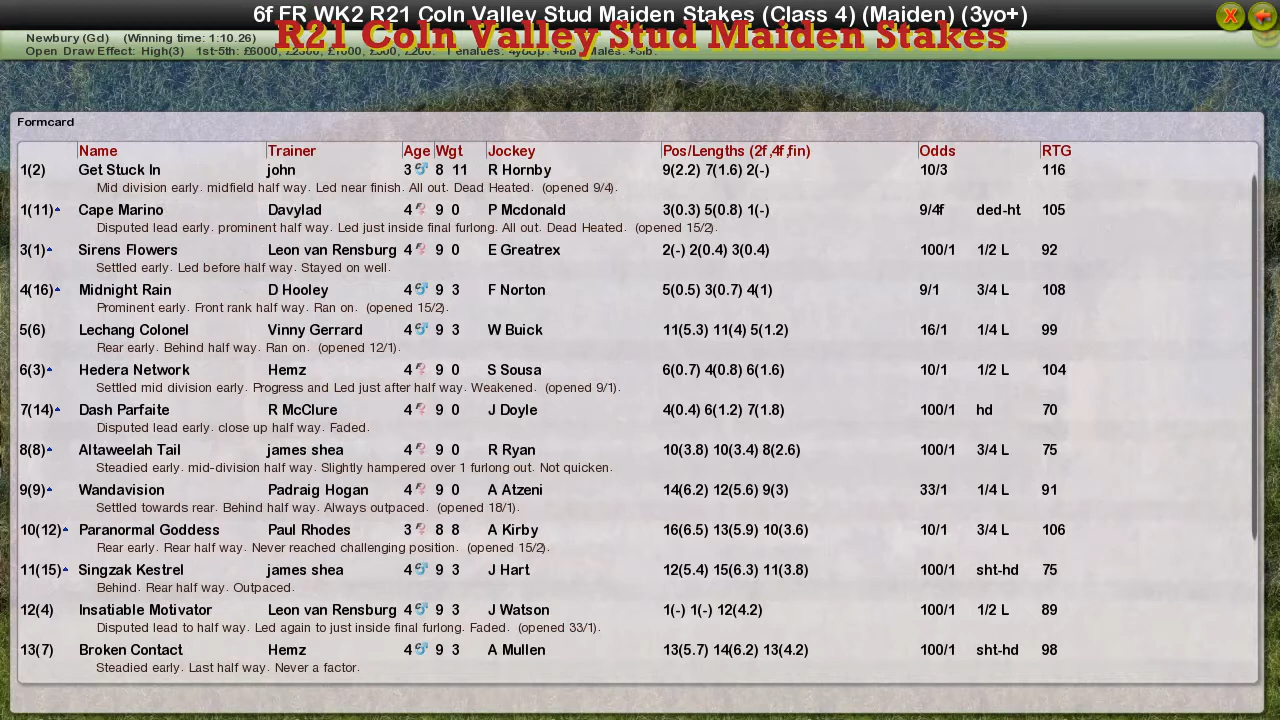 6f FR WK2 R21 Coln Valley Stud Maiden Stakes (Class 4) (Maiden) (3yo+)
R21 Coln Valley Stud Maiden Stakes
Newbury (Gd) (Winning time: 1:10.26)
Open Draw Effect: High(3) 1st-5th: £6000, £2500, £1000, £500, £200. Penalties: 4youp: +6lb, Males: +3lb.
Formcard
Name Trainer Age Wgt Jockey Pos/Lengths (2f,4f,fin) Odds RTG
1(2) Get Stuck In john 3 8 11 R Hornby 9(2.2) 7(1.6) 2(-) 10/3 116
Mid division early. midfield half way. Led near finish. All out. Dead Heated. (opened 9/4).
1(11) Cape Marino Davylad 4 9 0 P Mcdonald 3(0.3) 5(0.8) 1(-) 9/4f ded-ht 105
Disputed lead early. prominent half way. Led just inside final furlong. All out. Dead Heated. (opened 15/2).
3(1) Sirens Flowers Leon van Rensburg 4 9 0 E Greatrex 2(-) 2(0.4) 3(0.4) 100/1 1/2 L 92
Settled early. Led before half way. Stayed on well.
4(16) Midnight Rain D Hooley 4 9 3 F Norton 5(0.5) 3(0.7) 4(1) 9/1 3/4 L 108
Prominent early. Front rank half way. Ran on. (opened 15/2).
5(6) Lechang Colonel Vinny Gerrard 4 9 3 W Buick 11(5.3) 11(4) 5(1.2) 16/1 1/4 L 99
Rear early. Behind half way. Ran on. (opened 12/1).
6(3) Hedera Network Hemz 4 9 0 S Sousa 6(0.7) 4(0.8) 6(1.6) 10/1 1/2 L 104
Settled mid division early. Progress and Led just after half way. Weakened. (opened 9/1).
7(14) Dash Parfaite R McClure 4 9 0 J Doyle 4(0.4) 6(1.2) 7(1.8) 100/1 hd 70
Disputed lead early. close up half way. Faded.
8(8) Altaweelah Tail james shea 4 9 0 R Ryan 10(3.8) 10(3.4) 8(2.6) 100/1 3/4 L 75
Steadied early. mid-division half way. Slightly hampered over 1 furlong out. Not quicken.
9(9) Wandavision Padraig Hogan 4 9 0 A Atzeni 14(6.2) 12(5.6) 9(3) 33/1 1/4 L 91
Settled towards rear. Behind half way. Always outpaced. (opened 18/1).
10(12) Paranormal Goddess Paul Rhodes 3 8 8 A Kirby 16(6.5) 13(5.9) 10(3.6) 10/1 3/4 L 106
Rear early. Rear half way. Never reached challenging position. (opened 15/2).
11(15) Singzak Kestrel james shea 4 9 3 J Hart 12(5.4) 15(6.3) 11(3.8) 100/1 sht-hd 75
Behind. Rear half way. Outpaced.
12(4) Insatiable Motivator Leon van Rensburg 4 9 3 J Watson 1(-) 1(-) 12(4.2) 100/1 1/2 L 89
Disputed lead to half way. Led again to just inside final furlong. Faded. (opened 33/1).
13(7) Broken Contact Hemz 4 9 3 A Mullen 13(5.7) 14(6.2) 13(4.2) 100/1 sht-hd 98
Steadied early. Last half way. Never a factor.